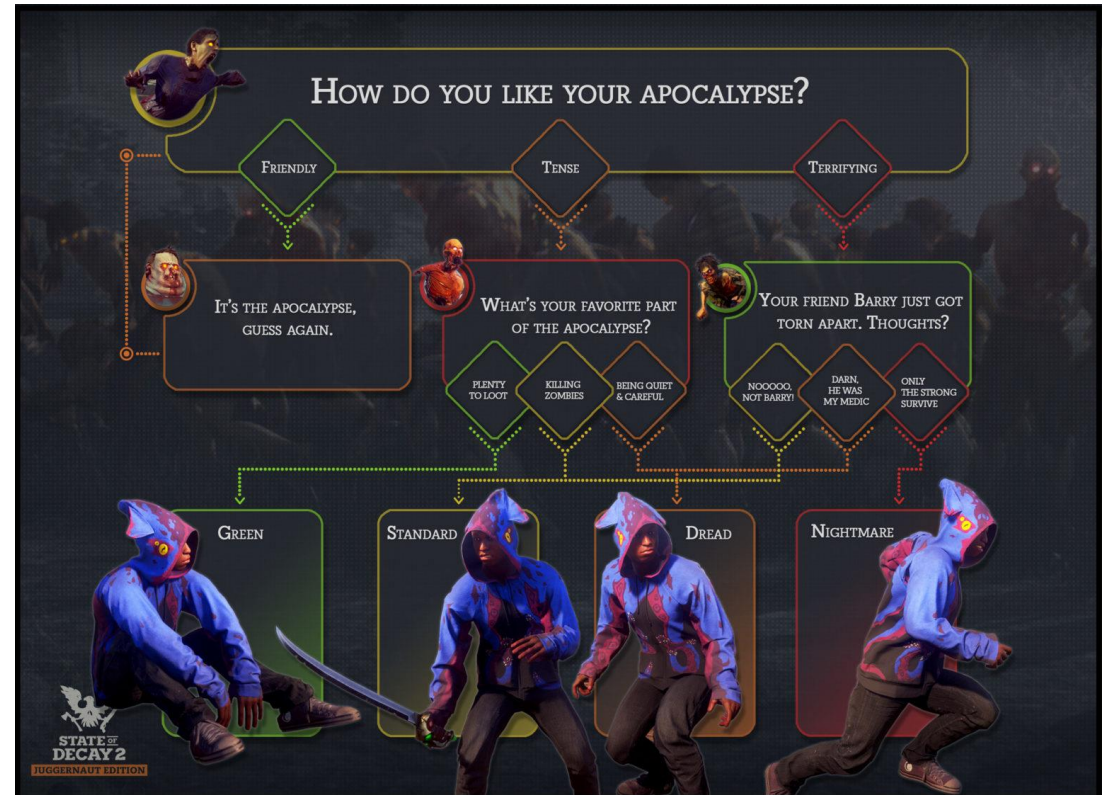 How do you like your apocalypse?
Friendly
Tense
Terrifying
It's the apocalypse,
guess again.
What's your favorite part
of the apocalypse?
Plenty
to loot
Killing
zombies
Being quiet
& careful
Your friend Barry just got
torn apart. Thoughts?
Nooooo,
not Barry!
Darn,
he was
my medic
Only
the strong
survive
Green
Standard
Dread
Nightmare
STATE OF
DECAY 2
JUGGERNAUT EDITION